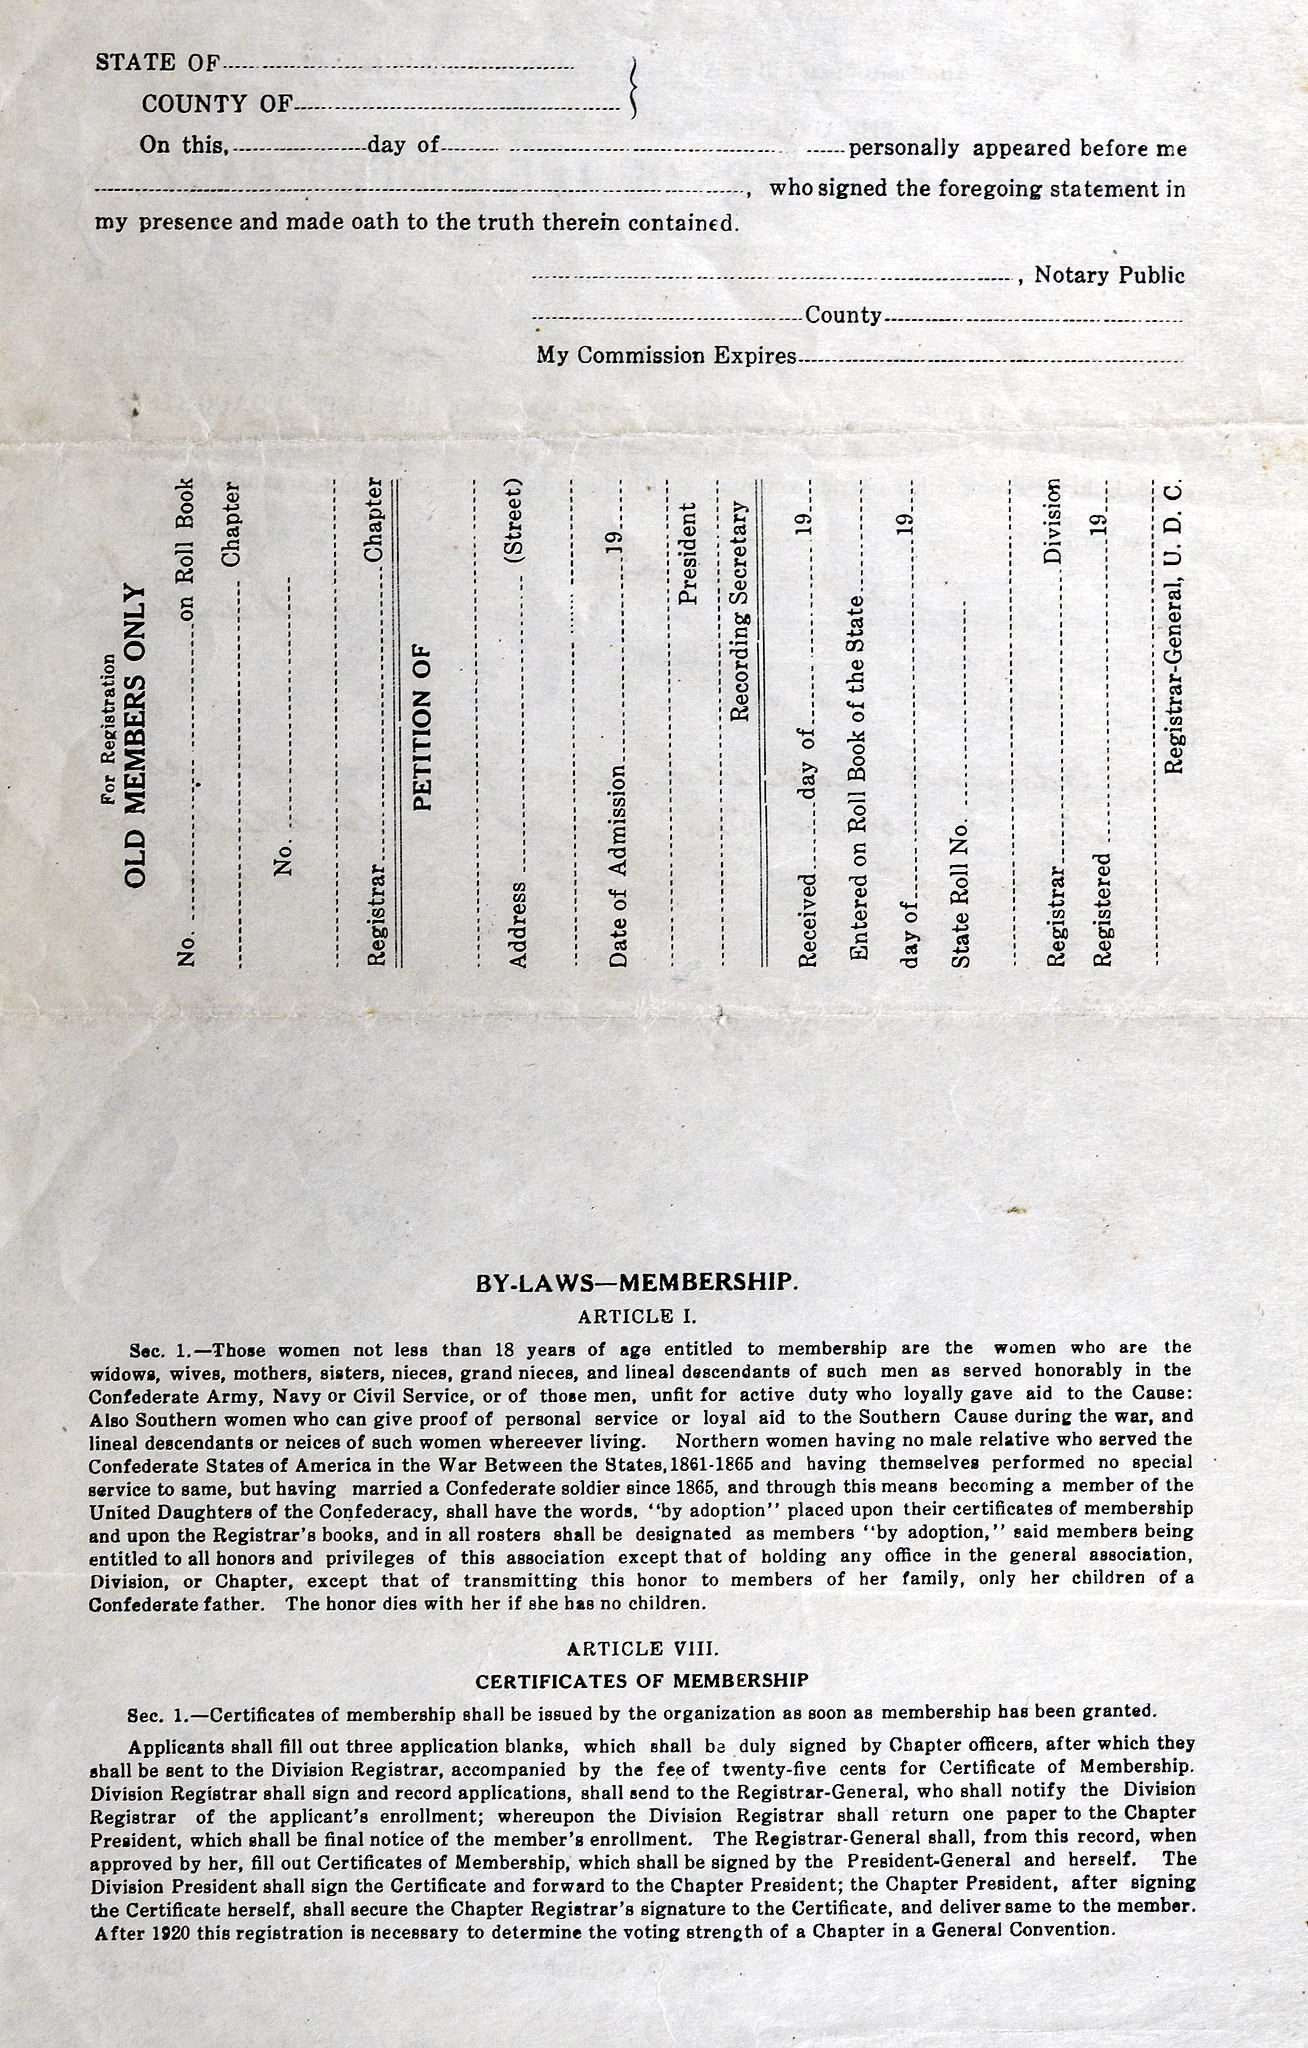 STATE OF
COUNTY OF
On this, day of personally appeared before me
, who signed the foregoing statement in
my presence and made oath to the truth therein contained.
, Notary Public
County
My Commission Expires
For Registration
OLD MEMBERS ONLY
No. on Roll Book
Chapter
No.
Registrar Chapter
PETITION OF
Address (Street)
Date of Admission 19
President
Recording Secretary
Received day of 19
Entered on Roll Book of the State
day of 19
State Roll No.
Registrar Division
Registered 19
Registrar-General, U. D. C.
BY-LAWS—MEMBERSHIP.
ARTICLE I.
Sec. 1.—Those women not less than 18 years of age entitled to membership are the women who are the
widows, wives, mothers, sisters, nieces, grand nieces, and lineal descendants of such men as served honorably in the
Confederate Army, Navy or Civil Service, or of those men, unfit for active duty who loyally gave aid to the Cause:
Also Southern women who can give proof of personal service or loyal aid to the Southern Cause during the war, and
lineal descendants or neices of such women whereever living. Northern women having no male relative who served the
Confederate States of America in the War Between the States, 1861-1865 and having themselves performed no special
service to same, but having married a Confederate soldier since 1865, and through this means becoming a member of the
United Daughters of the Confederacy, shall have the words, "by adoption" placed upon their certificates of membership
and upon the Registrar's books, and in all rosters shall be designated as members "by adoption," said members being
entitled to all honors and privileges of this association except that of holding any office in the general association,
Division, or Chapter, except that of transmitting this honor to members of her family, only her children of a
Confederate father. The honor dies with her if she has no children.
ARTICLE VIII.
CERTIFICATES OF MEMBERSHIP
Sec. 1.—Certificates of membership shall be issued by the organization as soon as membership has been granted.
Applicants shall fill out three application blanks, which shall be duly signed by Chapter officers, after which they
shall be sent to the Division Registrar, accompanied by the fee of twenty-five cents for Certificate of Membership.
Division Registrar shall sign and record applications, shall send to the Registrar-General, who shall notify the Division
Registrar of the applicant's enrollment; whereupon the Division Registrar shall return one paper to the Chapter
President, which shall be final notice of the member's enrollment. The Registrar-General shall, from this record, when
approved by her, fill out Certificates of Membership, which shall be signed by the President-General and herself. The
Division President shall sign the Certificate and forward to the Chapter President; the Chapter President, after signing
the Certificate herself, shall secure the Chapter Registrar's signature to the Certificate, and deliver same to the member.
After 1920 this registration is necessary to determine the voting strength of a Chapter in a General Convention.